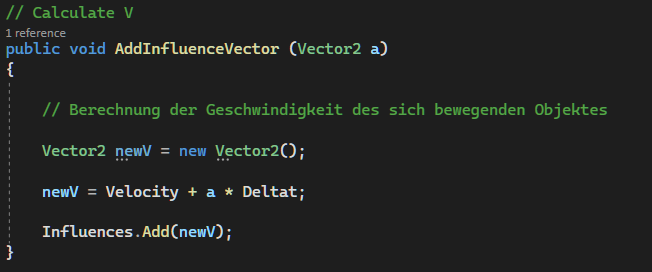 // Calculate V
1 reference
public void AddInfluenceVector (Vector2 a)
{
// Berechnung der Geschwindigkeit des sich bewegenden Objektes
Vector2 newV = new Vector2();
newV = Velocity + a * Deltat;
Influences.Add(newV);
}